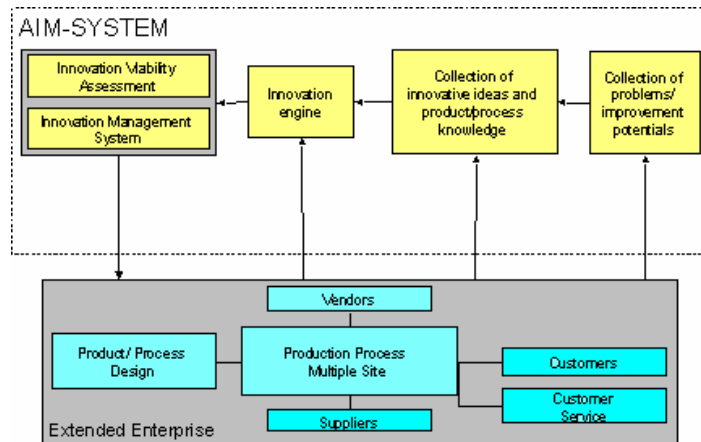 AIM-SYSTEM
Innovation Viability
Assessment
Innovation Management
System
Innovation
engine
Collection of
innovative ideas and
product/process
knowledge
Collection of
problems/
improvement
potentials
Vendors
Product/ Process
Design
Production Process
Multiple Site
Customers
Customer
Service
Suppliers
Extended Enterprise